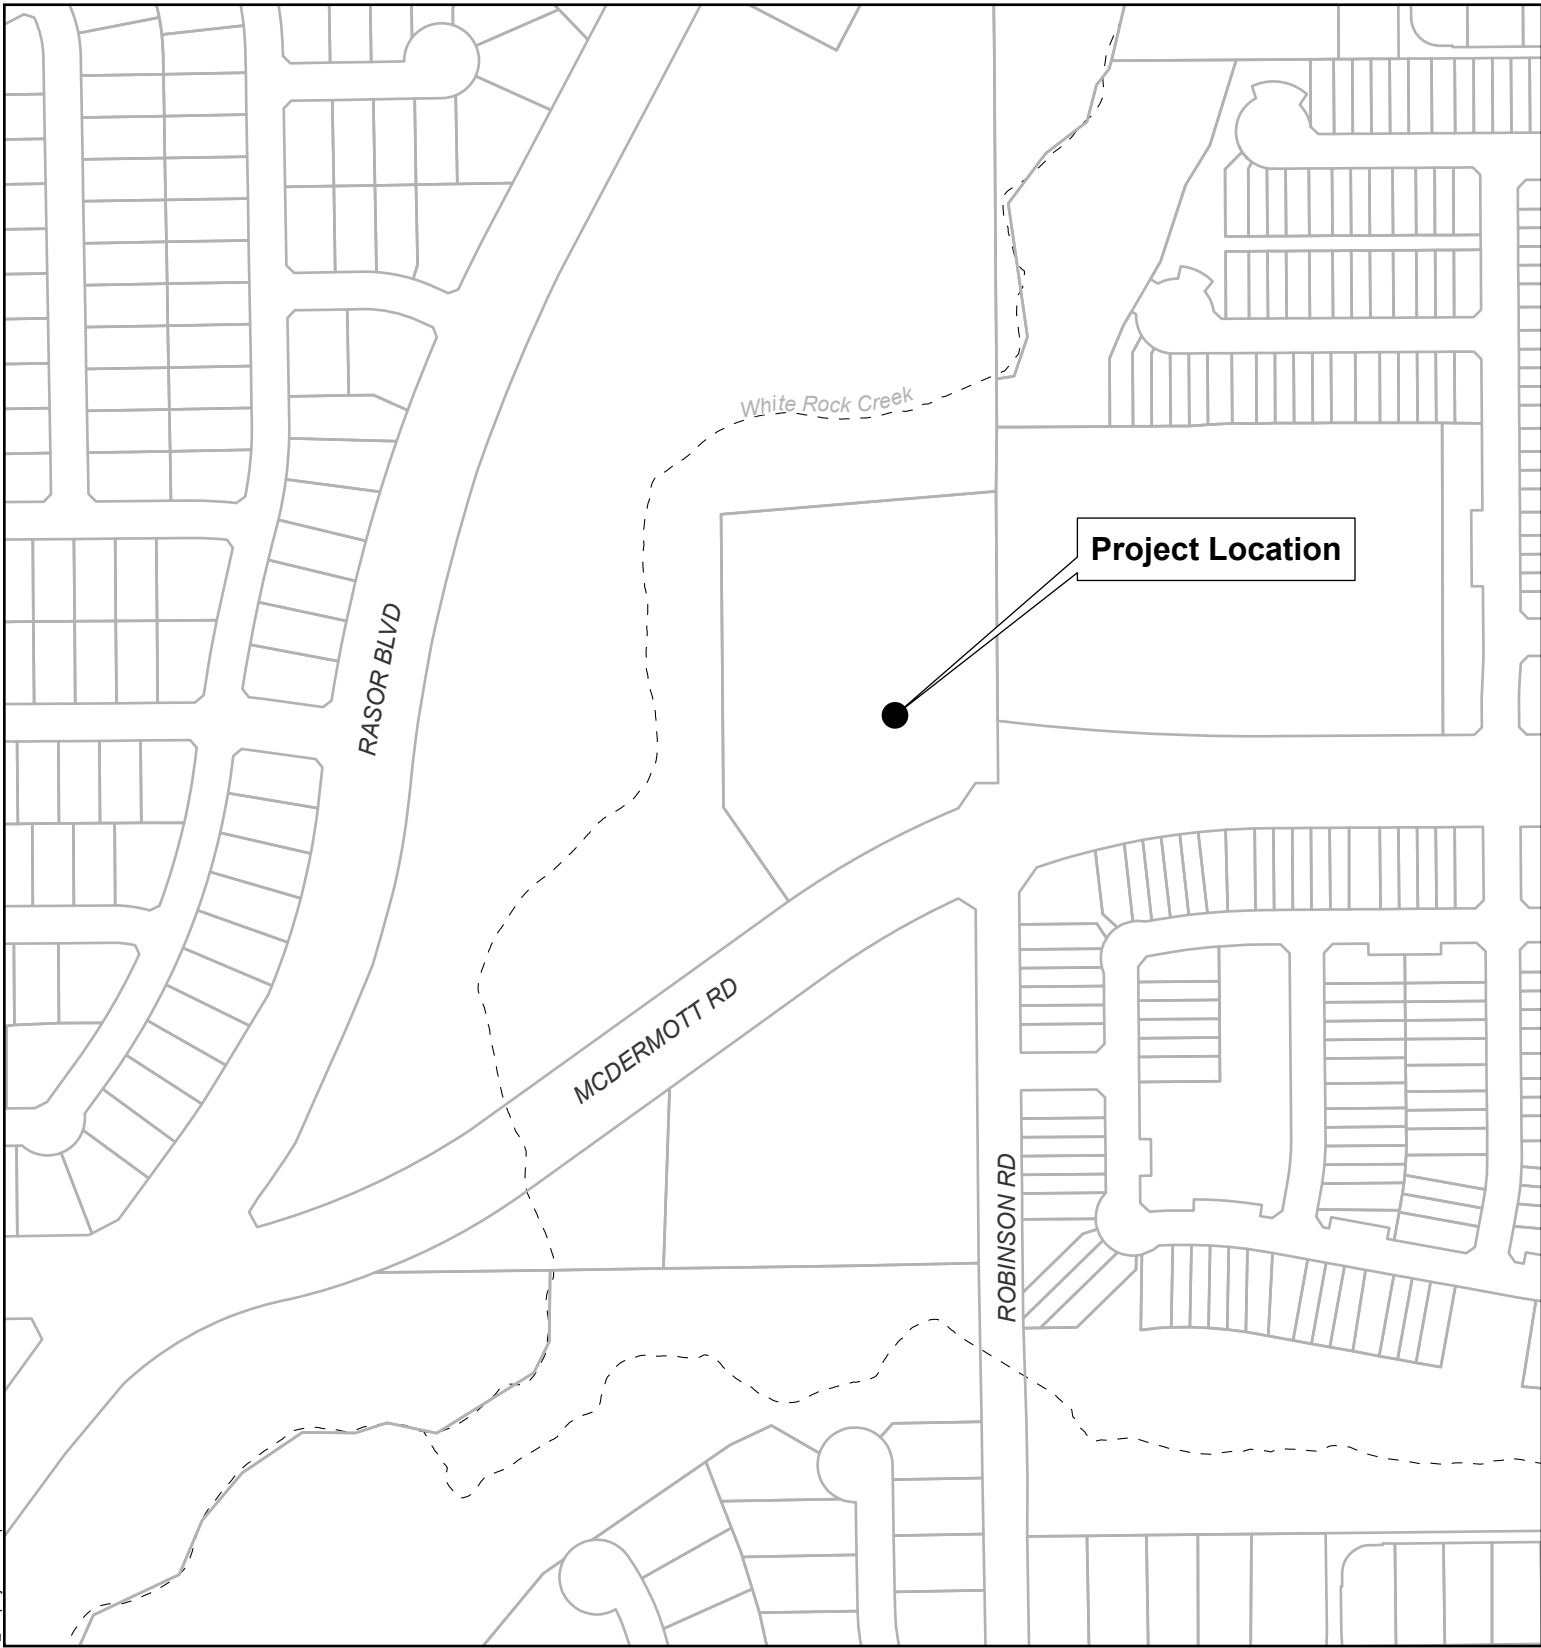 White Rock Creek
Project Location
RASOR BLVD
MCDERMOTT RD
ROBINSON RD